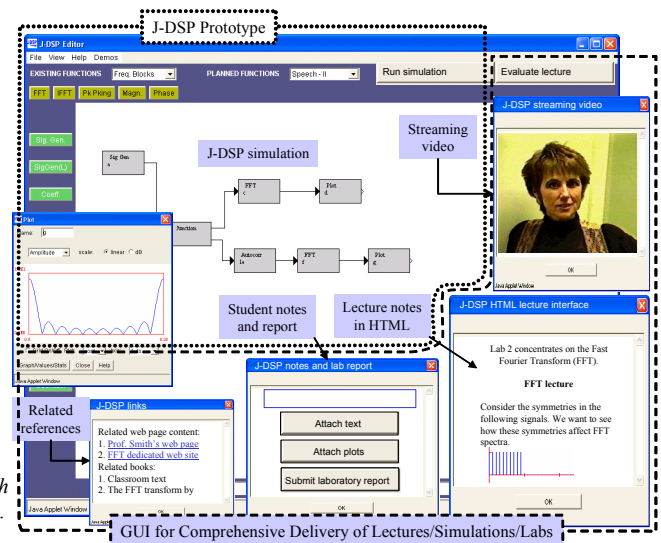 J-DSP Prototype
J-DSP Editor
File View Help Demos
EXISTING FUNCTIONS Freq. Blocks PLANNED FUNCTIONS Speech - II Run simulation Evaluate lecture
FFT IFFT Pk Pking Magn. Phase
J-DSP streaming video
OK
Java Applet Window
Streaming
video
J-DSP simulation
Sig. Gen.
SigGen(L)
Coeff.
Sig Gen
Function
FFT
Plot
d
Autocorr
FFT
f
Plot
g
Plot
Name:
Amplitude scale: linear dB
0.0
Graph/Values/Stats Close Help
Java Applet Window
Student notes
and report
Lecture notes
in HTML
J-DSP HTML lecture interface
Lab 2 concentrates on the Fast
Fourier Transform (FFT).
FFT lecture
Consider the symmetries in the
following signals. We want to see
how these symmetries affect FFT
spectra.
OK
Java Applet Window
J-DSP notes and lab report
Attach text
Attach plots
Submit laboratory report
OK
Related
references
J-DSP links
Related web page content:
1. Prof. Smith's web page
2. FFT dedicated web site
Related books:
1. Classroom text
2. The FFT transform by
OK
Java Applet Window
GUI for Comprehensive Delivery of Lectures/Simulations/Labs